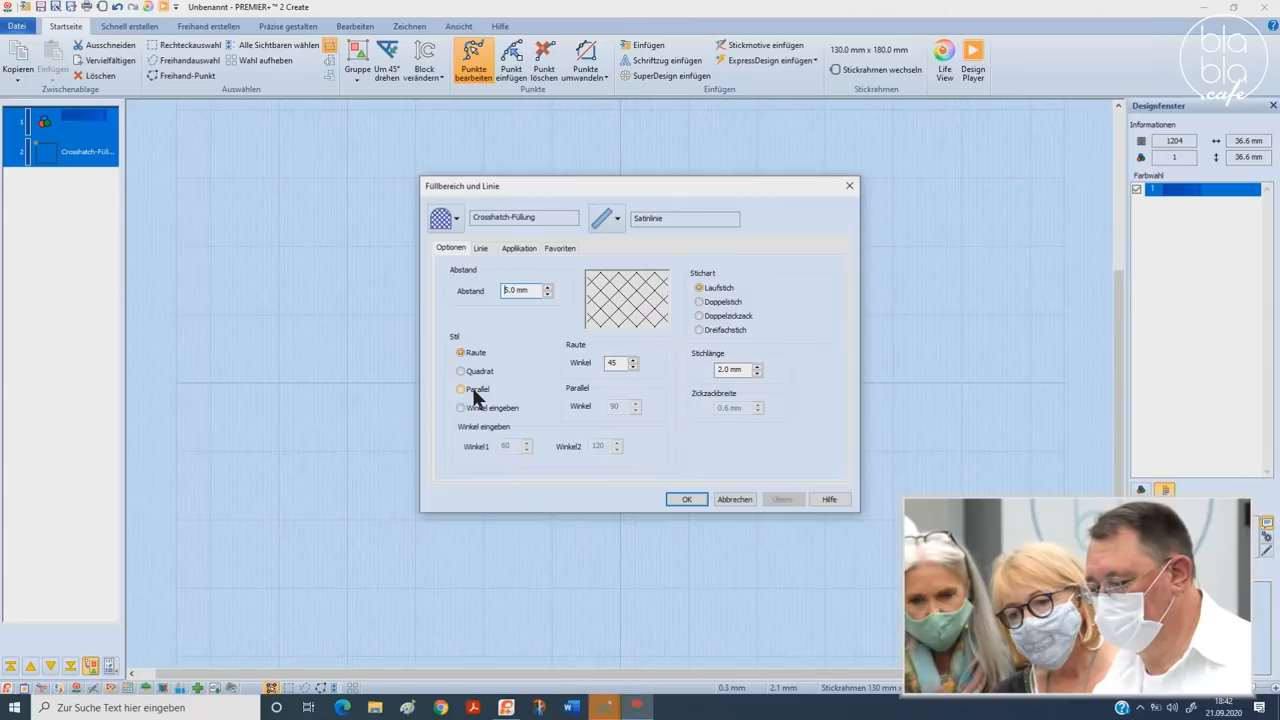 Unbenannt - PREMIER+™ 2 Create
Datei Startseite Schnell erstellen Freihand erstellen Präzise gestalten Bearbeiten Zeichnen Ansicht Hilfe
Kopieren
Einfügen
Ausschneiden
Vervielfältigen
Löschen
Zwischenablage
Rechteckauswahl
Freihandauswahl
Freihand-Punkt
Alle Sichtbaren wählen
Wahl aufheben
Auswählen
Gruppe
Um 45° drehen
Block verändern
Punkte bearbeiten
Punkt einfügen
Punkt löschen
Punkte umwandeln
Punkte
Einfügen
Schriftzug einfügen
SuperDesign einfügen
Stickmotive einfügen
ExpressDesign einfügen
Einfügen
130.0 mm x 180.0 mm
Stickrahmen wechseln
Stickrahmen
Life View
Design Player
bla
bla
.cafe
1
2 Crosshatch-Füll...
Designfenster
Informationen
1204 36.6 mm
1 36.6 mm
Farbwahl
1
Füllbereich und Linie
Crosshatch-Füllung Satinlinie
Optionen Linie Applikation Favoriten
Abstand
Abstand 5.0 mm
Stil
Raute
Quadrat
Parallel
Winkel eingeben
Winkel eingeben
Winkel1 60 Winkel2 120
Raute
Winkel 45
Parallel
Winkel 90
Stichart
Laufstich
Doppelstich
Doppelzickzack
Dreifachstich
Stichlänge
2.0 mm
Zickzackbreite
0.6 mm
OK Abbrechen Übern. Hilfe
0.3 mm 2.1 mm Stickrahmen 130 mm
Zur Suche Text hier eingeben
18:42
21.09.2020